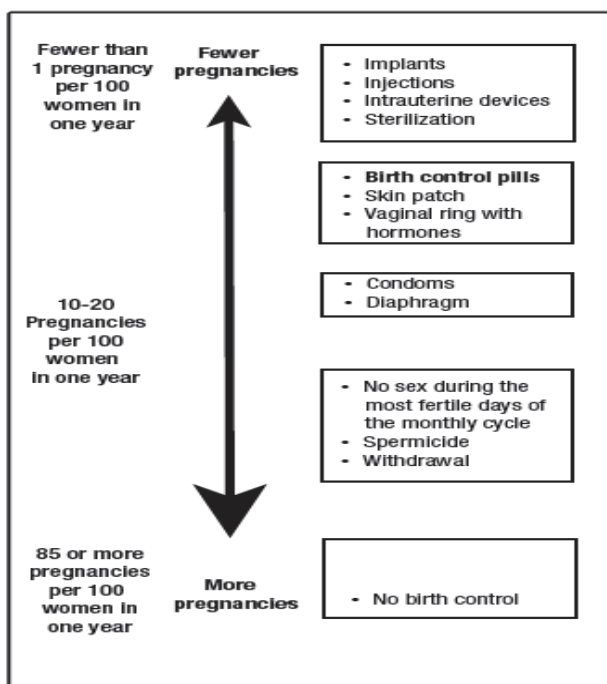 Fewer than
1 pregnancy
per 100
women in
one year
Fewer
pregnancies
• Implants
• Injections
• Intrauterine devices
• Sterilization
• Birth control pills
• Skin patch
• Vaginal ring with
hormones
10-20
Pregnancies
per 100
women
in one year
• Condoms
• Diaphragm
• No sex during the
most fertile days of
the monthly cycle
• Spermicide
• Withdrawal
85 or more
pregnancies
per 100
women in
one year
More
pregnancies
• No birth control